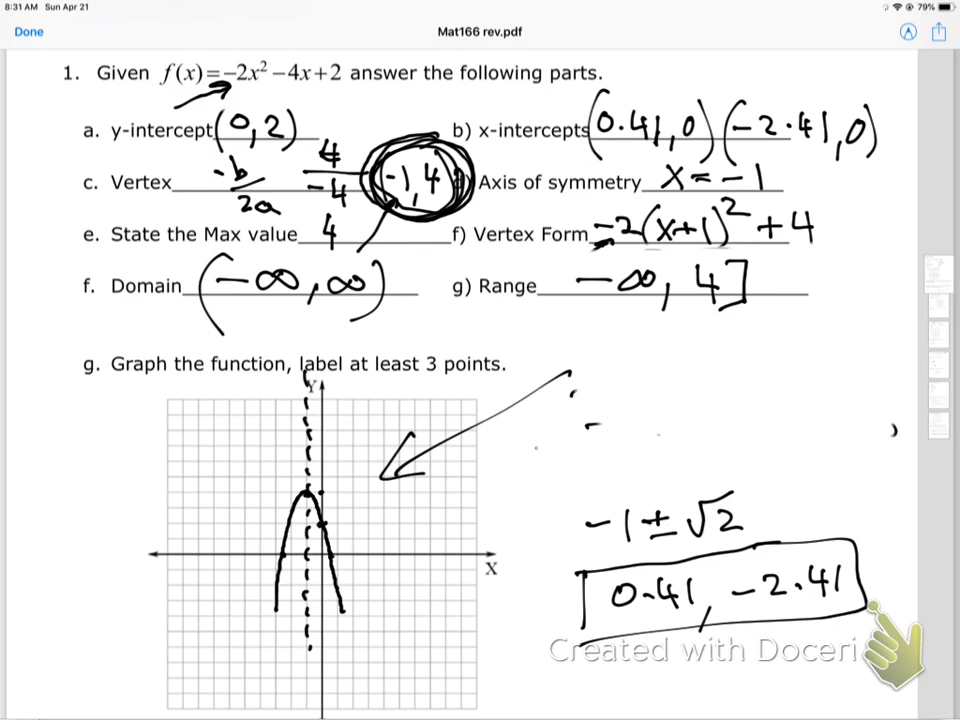 8:31 AM Sun Apr 21
79%
Done
Mat166 rev.pdf
1. Given f(x)=−2x² −4x+2 answer the following parts.
a. y-intercept (0, 2)
b) x-intercepts (0.41, 0) (−2.41, 0)
c. Vertex -b/2a 4/-4 (-1, 4)
Axis of symmetry x = -1
e. State the Max value 4
f) Vertex Form -2(x+1)² + 4
f. Domain (-∞, ∞)
g) Range -∞, 4]
g. Graph the function, label at least 3 points.
Y
X
-1 ± √2
0.41, -2.41
Created with Doceri